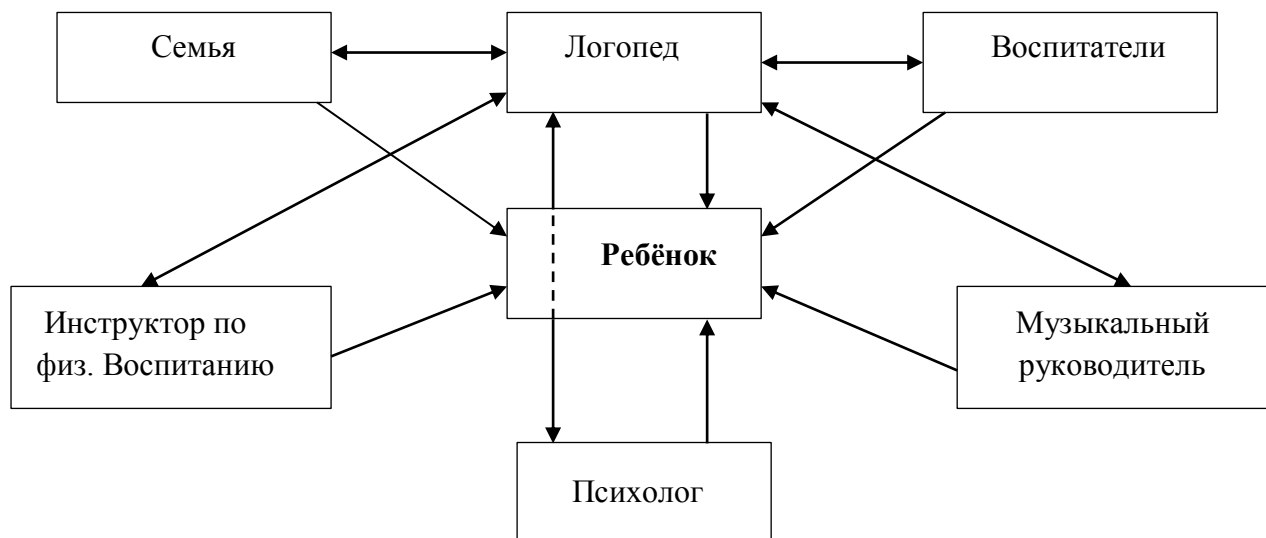 Семья
Логопед
Воспитатели
Ребёнок
Инструктор по
физ. Воспитанию
Музыкальный
руководитель
Психолог